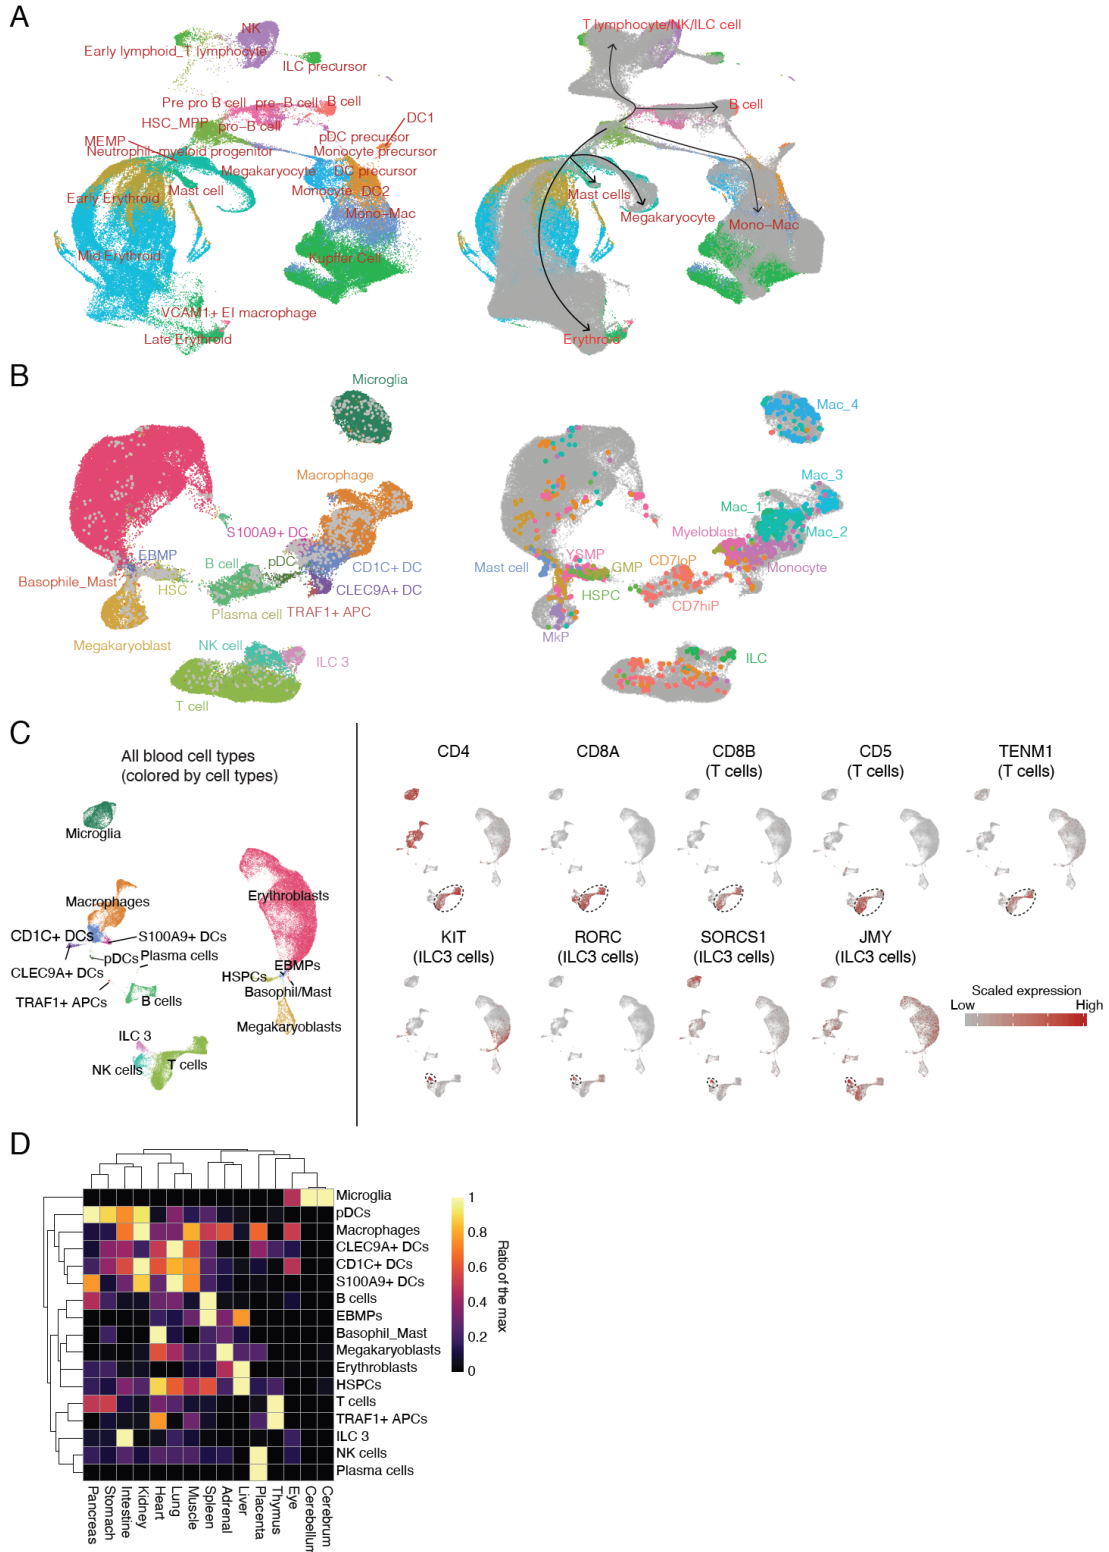 A
NK
Early lymphoid_T lymphocyte
ILC precursor
Pre pro B cell
pre-B cell
B cell
HSC_MPP
pro-B cell
DC1
pDC precursor
MEMP
Neutrophil-myeloid progenitor
Monocyte precursor
Megakaryocyte
DC precursor
Mast cell
Monocyte
DC2
Early Erythroid
Mono-Mac
Mid Erythroid
Kupffer Cell
VCAM1+ EI macrophage
Late Erythroid
T lymphocyte/NK/ILC cell
B cell
Mast cells
Megakaryocyte
Mono-Mac
Erythroid
B
Microglia
Macrophage
S100A9+ DC
EBMP
B cell
pDC
CD1C+ DC
Basophile_Mast
HSC
CLEC9A+ DC
Plasma cell
TRAF1+ APC
Megakaryoblast
NK cell
ILC 3
T cell
Mac_4
Mac_3
Mac_1
Mac_2
Myeloblast
YSMP
CD7loP
Mast cell
GMP
Monocyte
HSPC
CD7hiP
MkP
ILC
C
All blood cell types
(colored by cell types)
Microglia
Macrophages
Erythroblasts
CD1C+ DCs
S100A9+ DCs
pDCs
Plasma cells
CLEC9A+ DCs
EBMPs
HSPCs
TRAF1+ APCs
B cells
Basophil/Mast
Megakaryoblasts
ILC 3
NK cells
T cells
CD4
CD8A
CD8B
(T cells)
CD5
(T cells)
TENM1
(T cells)
KIT
(ILC3 cells)
RORC
(ILC3 cells)
SORCS1
(ILC3 cells)
JMY
(ILC3 cells)
Scaled expression
Low
High
D
Microglia
pDCs
Macrophages
CLEC9A+ DCs
CD1C+ DCs
S100A9+ DCs
B cells
EBMPs
Basophil_Mast
Megakaryoblasts
Erythroblasts
HSPCs
T cells
TRAF1+ APCs
ILC 3
NK cells
Plasma cells
1
0.8
0.6
0.4
0.2
0
Ratio of the max
Pancreas
Stomach
Intestine
Kidney
Heart
Lung
Muscle
Spleen
Adrenal
Liver
Placenta
Thymus
Eye
Cerebellum
Cerebrum